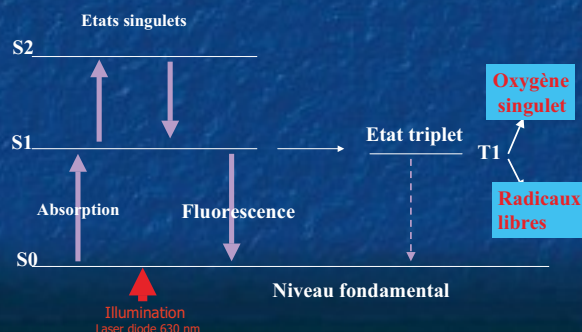 Etats singulets
S2
Oxygène
singulet
S1
Etat triplet
T1
Absorption
Fluorescence
Radicaux
libres
S0
Niveau fondamental
Illumination
Laser diode 630 nm